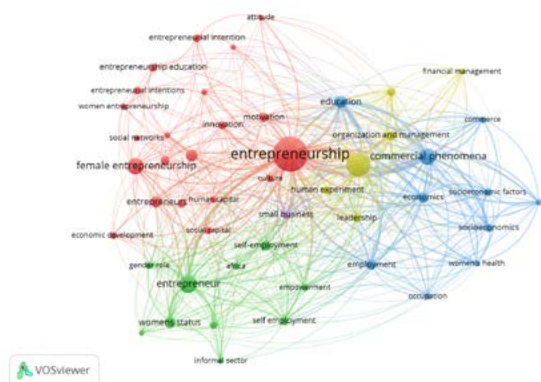 attitude
entrepreneurial intention
financial management
entrepreneurship education
entrepreneurial intentions
education
women entrepreneurship
commerce
motivation
innovation
organization and management
social networks
entrepreneurship
commercial phenomena
female entrepreneurship
culture
human experiment
socioeconomic factors
human capital
economics
entrepreneurs
small business
leadership
social capital
socioeconomics
economic development
self-employment
gender role
africa
employment
women's health
entrepreneur
empowerment
occupation
womens status
self employment
informal sector
VOSviewer